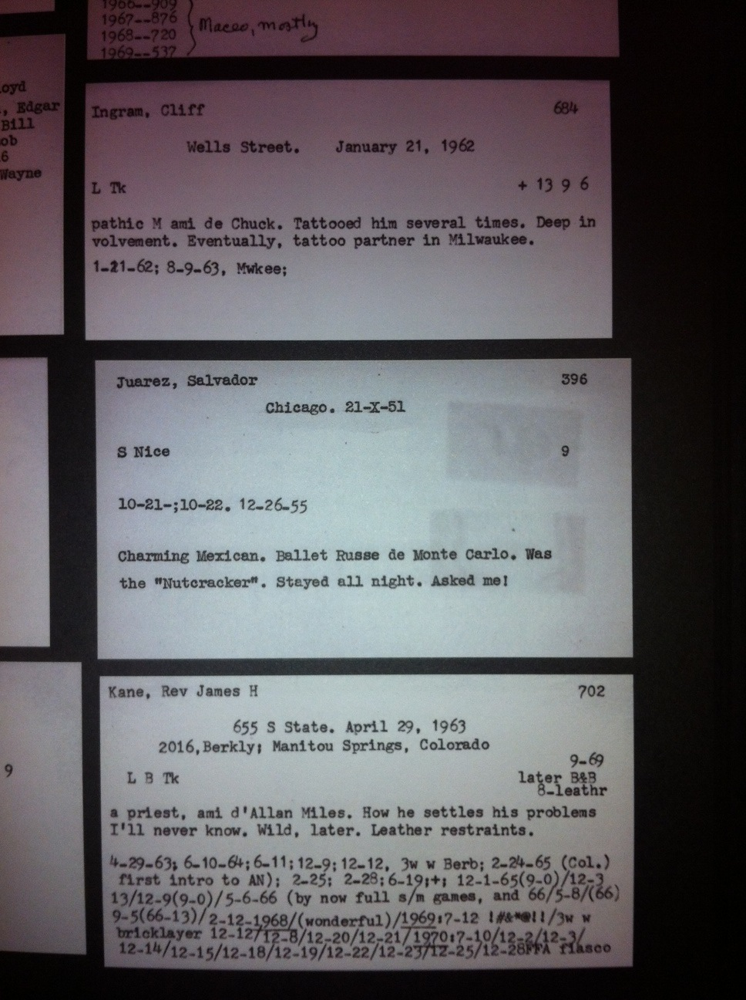 1966--909
1967--876
1968--720
1969--537
Maceo, mostly
oyd
, Edgar
Bill
ob
6
Wayne
9
Ingram, Cliff 684
Wells Street. January 21, 1962
L Tk + 13 9 6
pathic M ami de Chuck. Tattooed him several times. Deep in
volvement. Eventually, tattoo partner in Milwaukee.
1-21-62; 8-9-63, Mwkee;
Juarez, Salvador 396
Chicago. 21-X-51
S Nice 9
10-21-;10-22. 12-26-55
Charming Mexican. Ballet Russe de Monte Carlo. Was
the "Nutcracker". Stayed all night. Asked me!
Kane, Rev James H 702
655 S State. April 29, 1963
2016,Berkly; Manitou Springs, Colorado
9-69
L B Tk later B&B
8-leathr
a priest, ami d'Allan Miles. How he settles his problems
I'll never know. Wild, later. Leather restraints.
4-29-63; 6-10-64;6-11;12-9;12-12, 3w w Berb; 2-24-65 (Col.)
first intro to AN); 2-25; 2-28;6-19;+; 12-1-65(9-0)/12-3
13/12-9(9-0)/5-6-66 (by now full s/m games, and 66/5-8/(66)
9-5(66-13)/2-12-1968/(wonderful)/1969:7-12 !#&*@!!/3w w
bricklayer 12-12/12-8/12-20/12-21/1970:7-10/12-2/12-3/
12-14/12-15/12-18/12-19/12-22/12-23/12-25/12-28FFA fiasco